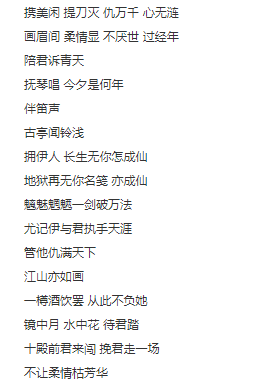 携美闲 提刀灭 仇万千 心无涟
画眉间 柔情显 不厌世 过经年
陪君诉青天
抚琴唱 今夕是何年
伴笛声
古亭闻铃浅
拥伊人 长生无你怎成仙
地狱再无你名笺 亦成仙
魑魅魍魉一剑破万法
尤记伊与君执手天涯
管他仇满天下
江山亦如画
一樽酒饮罢 从此不负她
镜中月 水中花 待君踏
十殿前君来闯 挽君走一场
不让柔情枯芳华